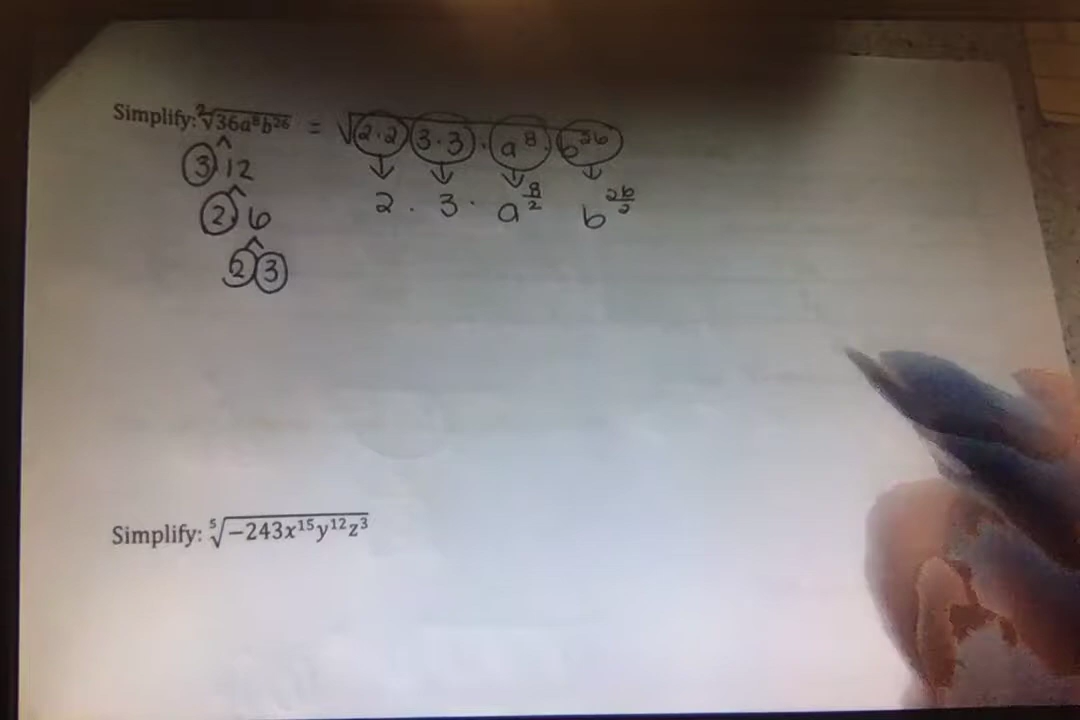 Simplify: ²√36a⁸b²⁶ = √2·2 3·3 · a⁸ · b²⁶
3 12
2 · 3 · a^(8/2) b^(26/2)
2 6
2 3
Simplify: ⁵√−243x¹⁵y¹²z³